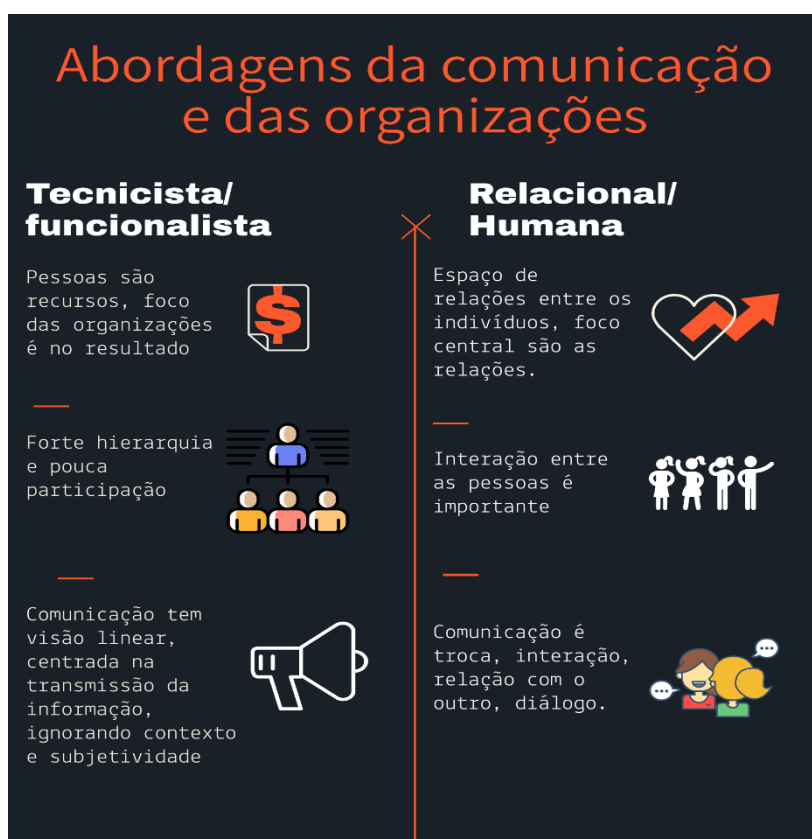 Abordagens da comunicação
e das organizações
Tecnicista/
funcionalista
Pessoas são
recursos, foco
das organizações
é no resultado
$
Forte hierarquia
e pouca
participação
Comunicação tem
visão linear,
centrada na
transmissão da
informação,
ignorando contexto
e subjetividade
Relacional/
Humana
Espaço de
relações entre os
indivíduos, foco
central são as
relações.
Interação entre
as pessoas é
importante
Comunicação é
troca, interação,
relação com o
outro, diálogo.